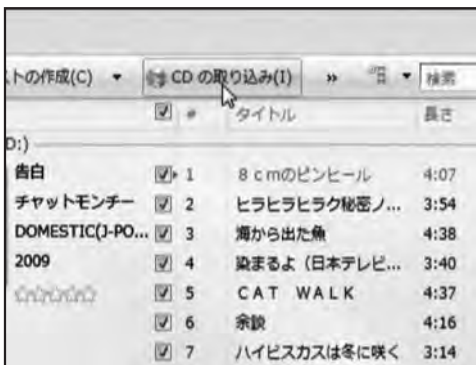 トの作成(C) CD の取り込み(I) » 検索
# タイトル 長さ
D:)
告白 1 8cmのピンヒール 4:07
チャットモンチー 2 ヒラヒラヒラク秘密ノ... 3:54
DOMESTIC(J-PO... 3 海から出た魚 4:38
2009 4 染まるよ（日本テレビ... 3:40
5 CAT WALK 4:37
6 余韻 4:16
7 ハイビスカスは冬に咲く 3:14